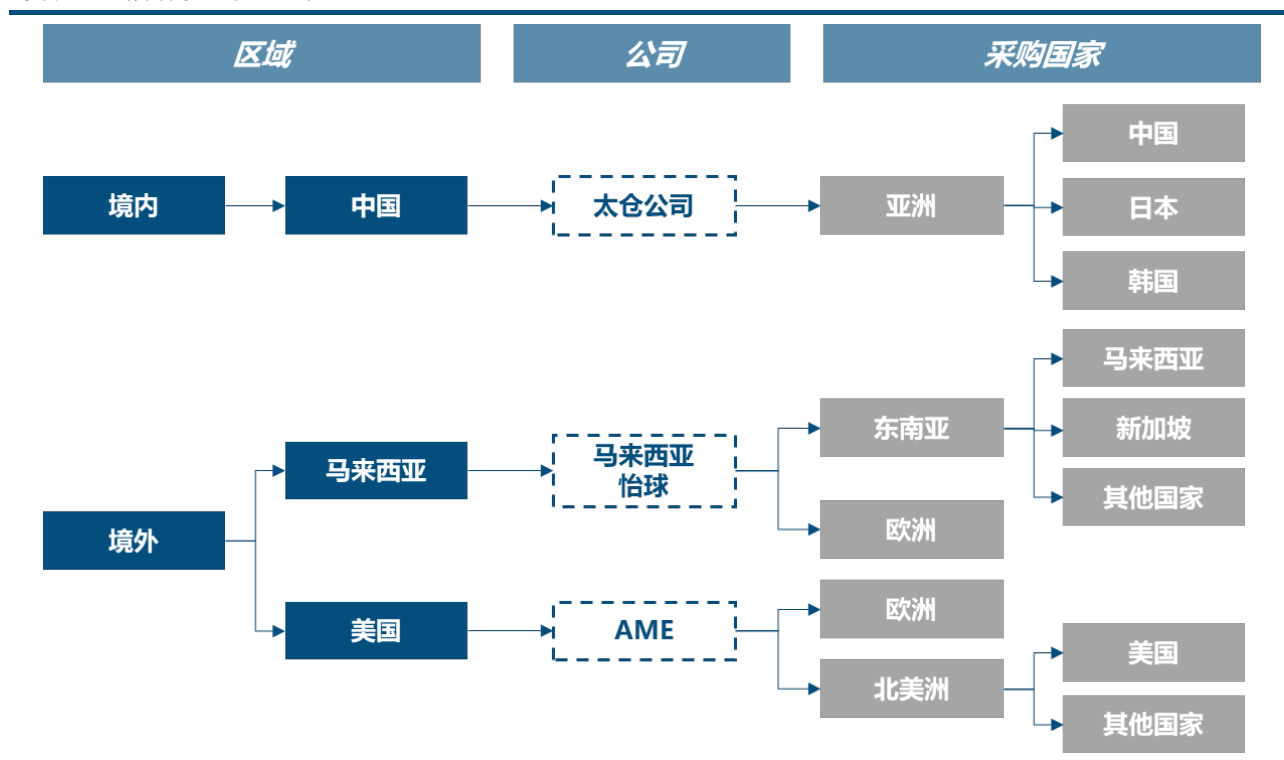 区域
公司
采购国家
境内
中国
太仓公司
亚洲
中国
日本
韩国
境外
马来西亚
马来西亚
怡球
东南亚
马来西亚
新加坡
其他国家
欧洲
美国
AME
欧洲
北美洲
美国
其他国家